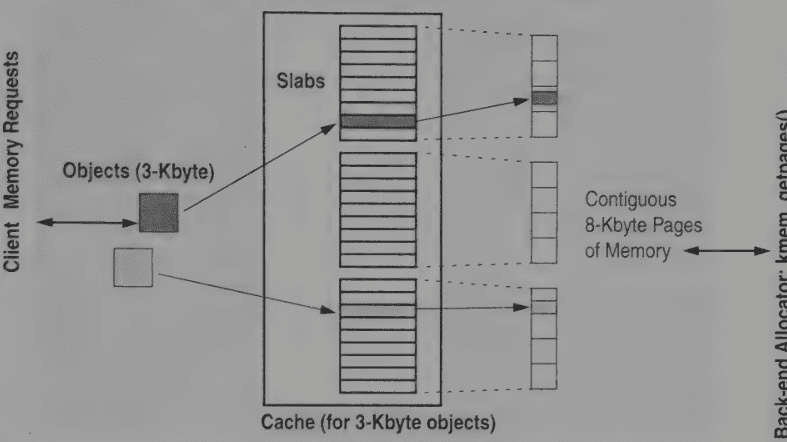 Client Memory Requests
Objects (3-Kbyte)
Slabs
Contiguous
8-Kbyte Pages
of Memory
Back-end Allocator: kmem_getpages()
Cache (for 3-Kbyte objects)